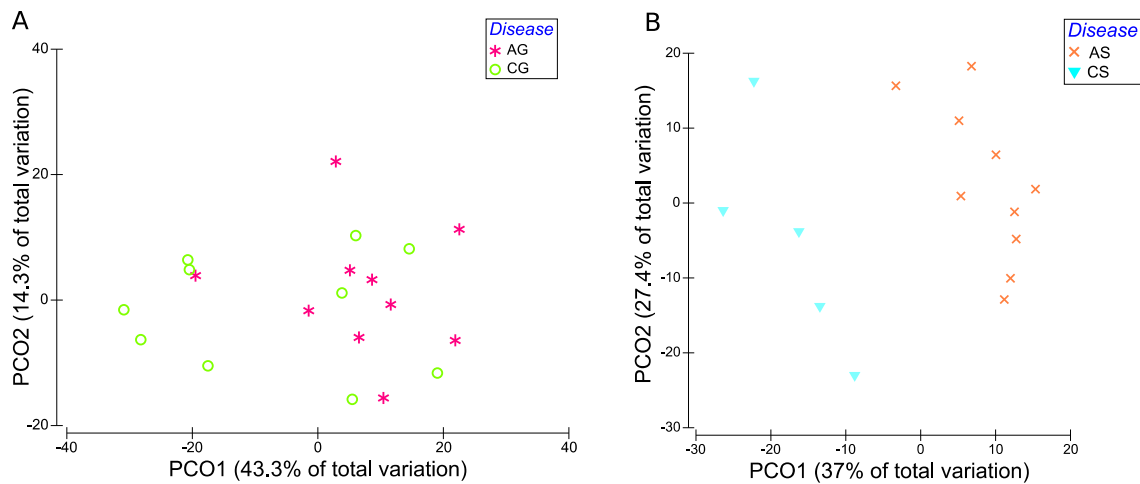 A
Disease
AG
CG
40
20
0
-20
-40
-20
0
20
40
PCO2 (14.3% of total variation)
PCO1 (43.3% of total variation)
B
Disease
AS
CS
20
10
0
-10
-20
-30
-30
-20
-10
0
10
20
PCO2 (27.4% of total variation)
PCO1 (37% of total variation)